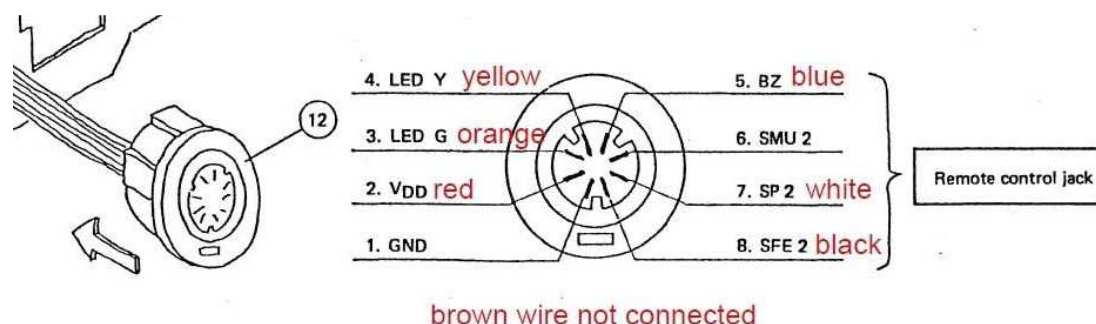 12
4. LED Y yellow
3. LED G orange
2. VDD red
1. GND
5. BZ blue
6. SMU 2
7. SP 2 white
8. SFE 2 black
Remote control jack
brown wire not connected